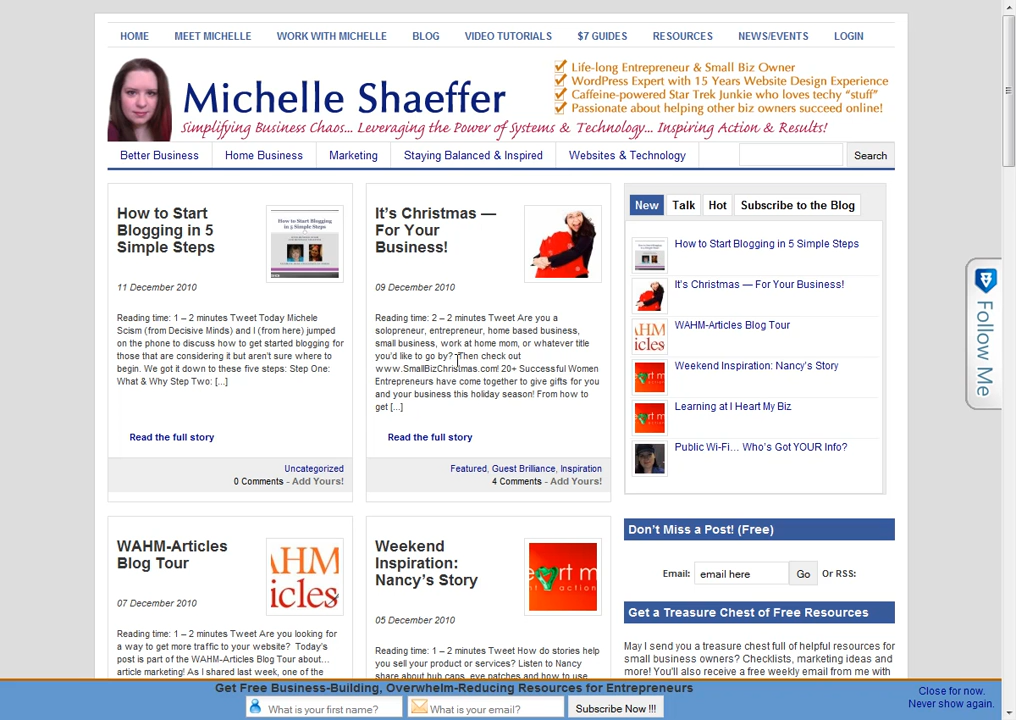 HOME MEET MICHELLE WORK WITH MICHELLE BLOG VIDEO TUTORIALS $7 GUIDES RESOURCES NEWS/EVENTS LOGIN
Michelle Shaeffer
Simplifying Business Chaos... Leveraging the Power of Systems & Technology... Inspiring Action & Results!
Life-long Entrepreneur & Small Biz Owner
WordPress Expert with 15 Years Website Design Experience
Caffeine-powered Star Trek Junkie who loves techy "stuff"
Passionate about helping other biz owners succeed online!
Better Business Home Business Marketing Staying Balanced & Inspired Websites & Technology Search
How to Start
Blogging in 5
Simple Steps
11 December 2010
Reading time: 1 – 2 minutes Tweet Today Michele
Scism (from Decisive Minds) and I (from here) jumped
on the phone to discuss how to get started blogging for
those that are considering it but aren't sure where to
begin. We got it down to these five steps: Step One:
What & Why Step Two: [...]
Read the full story
Uncategorized
0 Comments - Add Yours!
It's Christmas —
For Your
Business!
09 December 2010
Reading time: 2 – 2 minutes Tweet Are you a
solopreneur, entrepreneur, home based business,
small business, work at home mom, or whatever title
you'd like to go by? Then check out
www.SmallBizChristmas.com! 20+ Successful Women
Entrepreneurs have come together to give gifts for you
and your business this holiday season! From how to
get [...]
Read the full story
Featured, Guest Brilliance, Inspiration
4 Comments - Add Yours!
New Talk Hot Subscribe to the Blog
How to Start Blogging in 5 Simple Steps
It's Christmas — For Your Business!
WAHM-Articles Blog Tour
Weekend Inspiration: Nancy's Story
Learning at I Heart My Biz
Public Wi-Fi… Who's Got YOUR Info?
Follow Me
WAHM-Articles
Blog Tour
07 December 2010
Reading time: 1 – 2 minutes Tweet Are you looking for
a way to get more traffic to your website? Today's
post is part of the WAHM-Articles Blog Tour about…
article marketing! As I shared last week, one of the
Weekend
Inspiration:
Nancy's Story
05 December 2010
Reading time: 1 – 2 minutes Tweet How do stories help
you sell your product or services? Listen to Nancy
share about hub caps, eye patches and how to use
Don't Miss a Post! (Free)
Email: email here Go Or RSS:
Get a Treasure Chest of Free Resources
May I send you a treasure chest full of helpful resources for
small business owners? Checklists, marketing ideas and
more! You'll also receive a free weekly email from me with
Get Free Business-Building, Overwhelm-Reducing Resources for Entrepreneurs
What is your first name? What is your email? Subscribe Now !!!
Close for now.
Never show again.